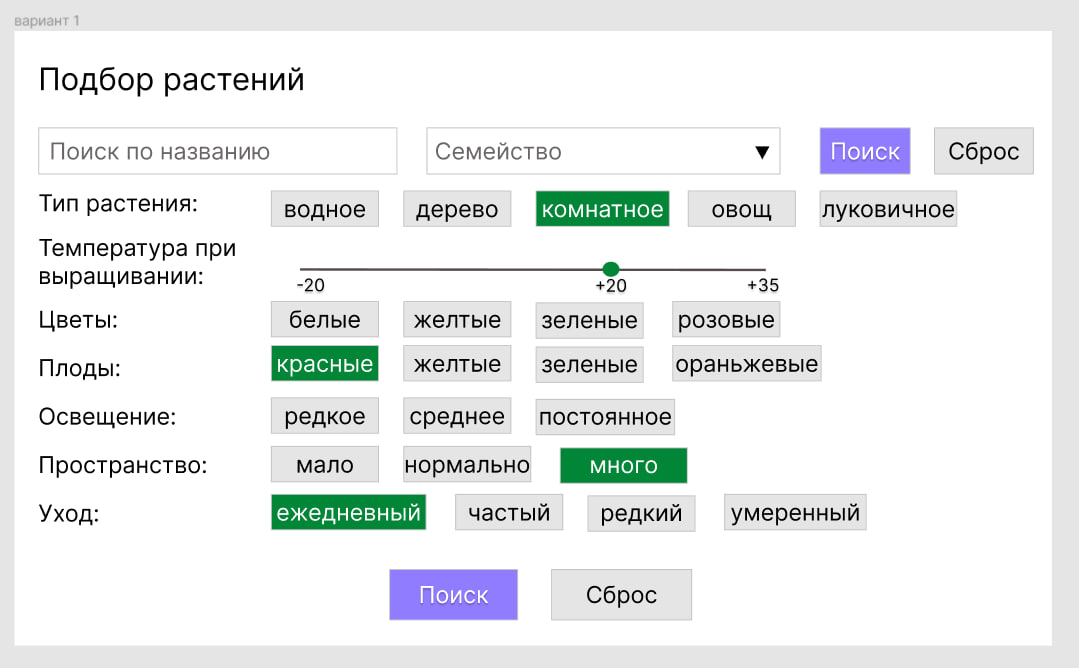 вариант 1
Подбор растений
Поиск по названию
Семейство
Поиск
Сброс
Тип растения:
водное
дерево
комнатное
овощ
луковичное
Температура при
выращивании:
-20
+20
+35
Цветы:
белые
желтые
зеленые
розовые
Плоды:
красные
желтые
зеленые
ораньжевые
Освещение:
редкое
среднее
постоянное
Пространство:
мало
нормально
много
Уход:
ежедневный
частый
редкий
умеренный
Поиск
Сброс